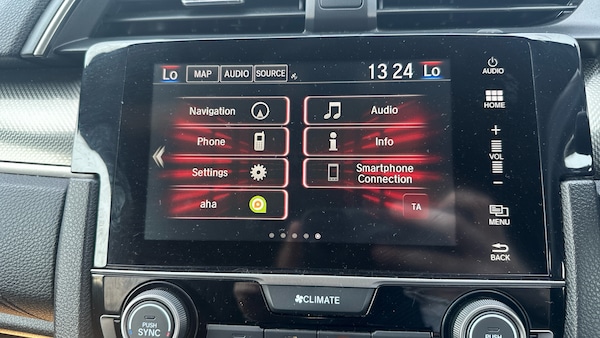 Lo MAP AUDIO SOURCE 13 24 Lo
AUDIO
Navigation
Audio
HOME
Phone
Info
+
VOL
−
Settings
Smartphone
Connection
aha
TA
MENU
BACK
CLIMATE
PUSH
SYNC
PUSH